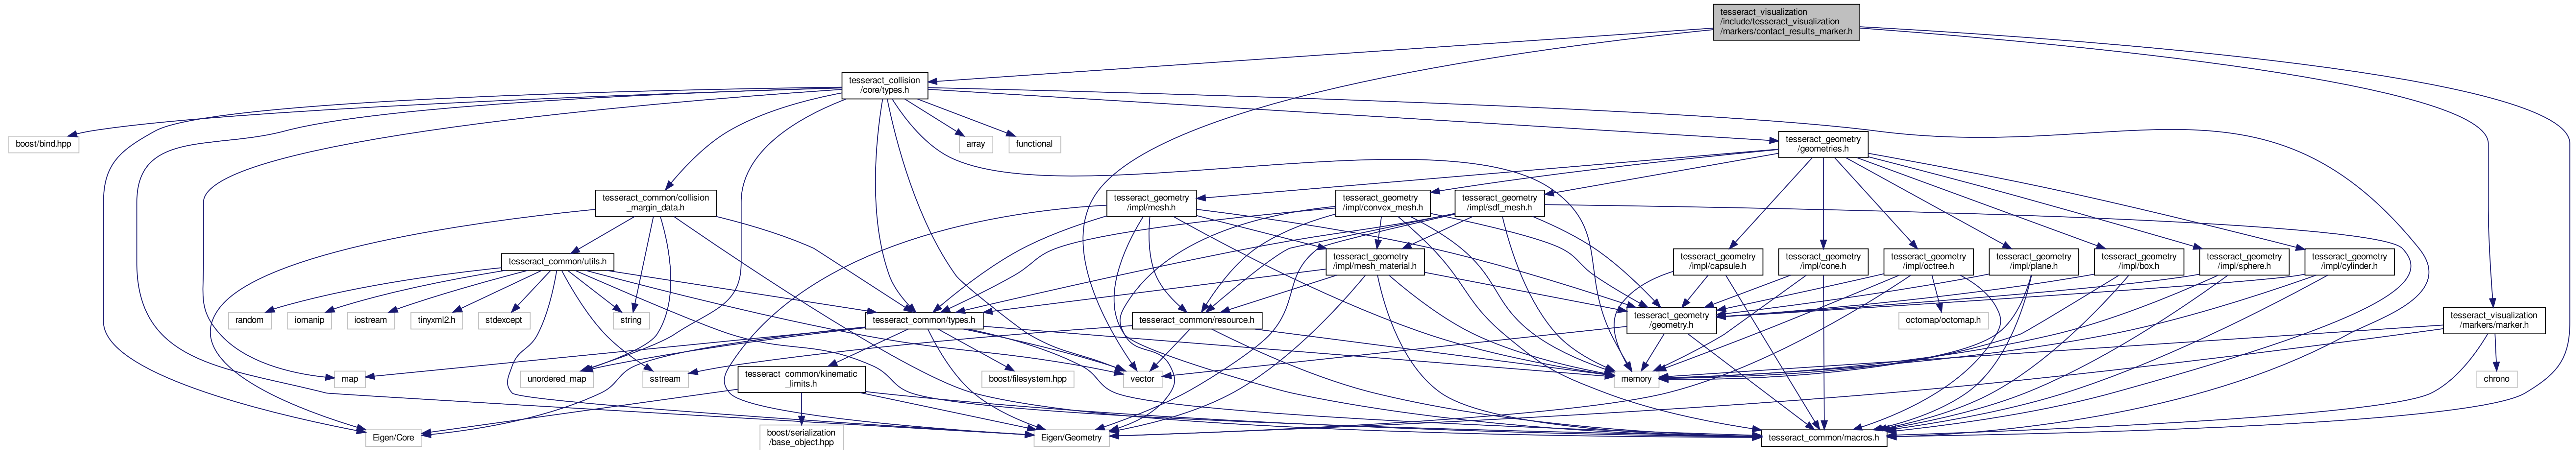 tesseract_visualization
/include/tesseract_visualization
/markers/contact_results_marker.h
tesseract_collision
/core/types.h
boost/bind.hpp
array
functional
tesseract_geometry
/geometries.h
tesseract_common/collision
_margin_data.h
tesseract_geometry
/impl/mesh.h
tesseract_geometry
/impl/convex_mesh.h
tesseract_geometry
/impl/sdf_mesh.h
tesseract_common/utils.h
tesseract_geometry
/impl/mesh_material.h
tesseract_geometry
/impl/capsule.h
tesseract_geometry
/impl/cone.h
tesseract_geometry
/impl/octree.h
tesseract_geometry
/impl/plane.h
tesseract_geometry
/impl/box.h
tesseract_geometry
/impl/sphere.h
tesseract_geometry
/impl/cylinder.h
random
iomanip
iostream
tinyxml2.h
stdexcept
string
tesseract_common/types.h
tesseract_common/resource.h
tesseract_geometry
/geometry.h
octomap/octomap.h
tesseract_visualization
/markers/marker.h
map
unordered_map
sstream
tesseract_common/kinematic
_limits.h
boost/filesystem.hpp
vector
memory
chrono
Eigen/Core
boost/serialization
/base_object.hpp
Eigen/Geometry
tesseract_common/macros.h